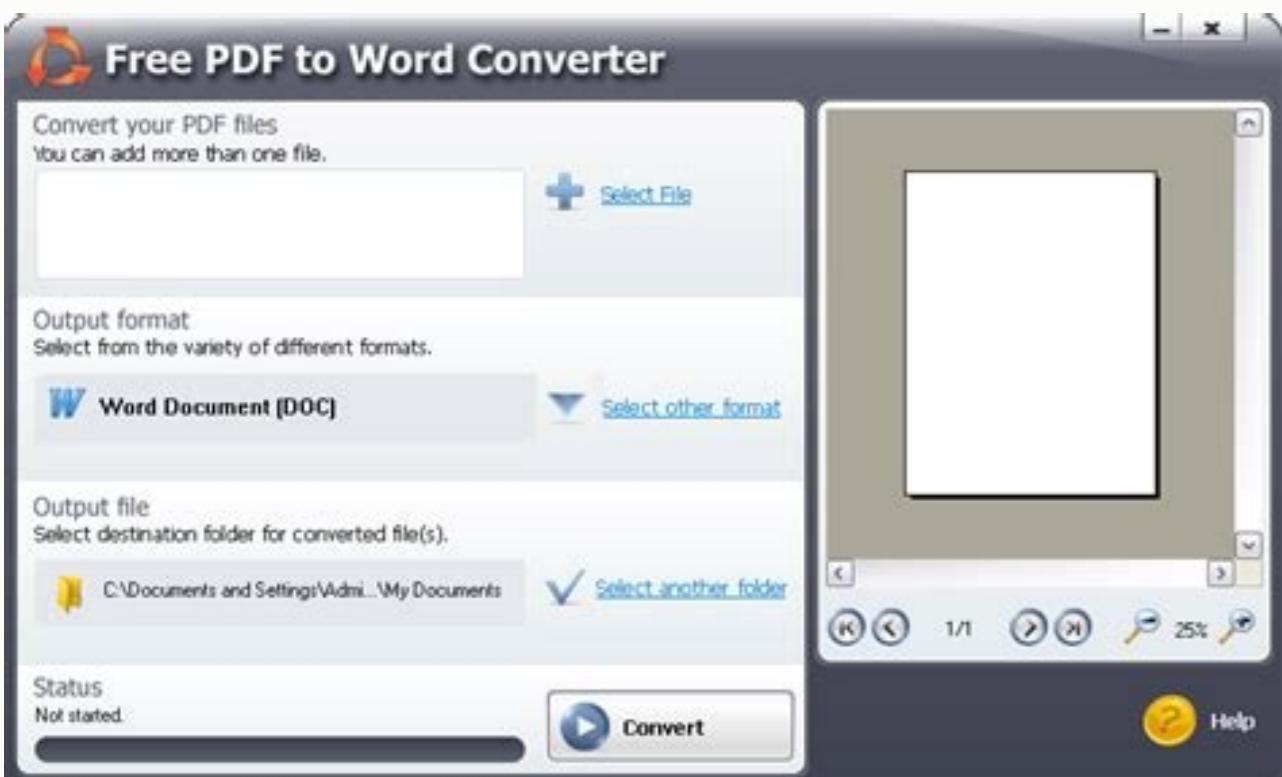 Free PDF to Word Converter
Convert your PDF files
You can add more than one file.
Select File
Output format
Select from the variety of different formats.
Word Document (DOC)
Select other format
Output file
Select destination folder for converted file(s).
C:\Documents and Settings\Admi...\My Documents
Select another folder
Status
Not started.
Convert
1/1
25%
Help